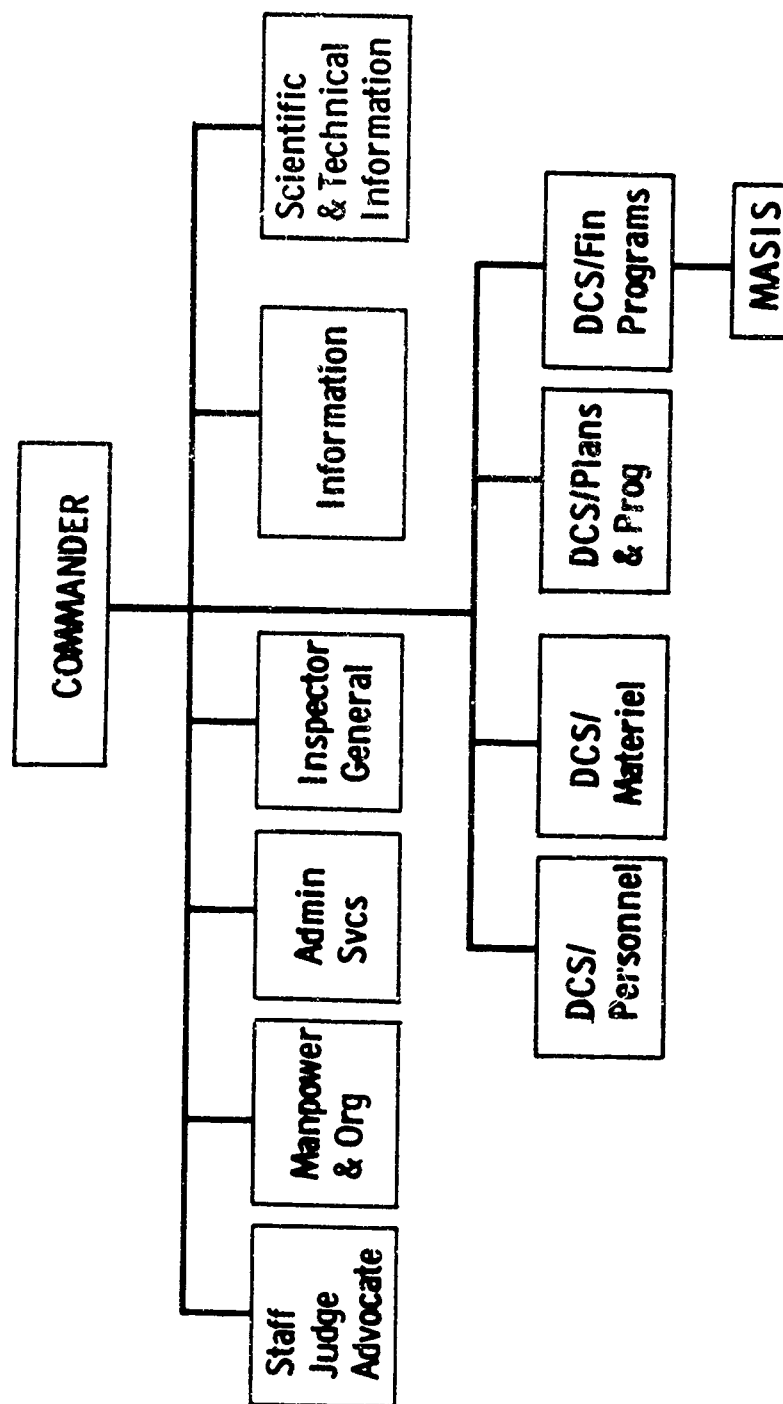 COMMANDER
Staff
Judge
Advocate
Manpower
& Org
Admin
Svcs
Inspector
General
Information
Scientific
& Technical
Information
DCS/
Personnel
DCS/
Materiel
DCS/Plans
& Prog
DCS/Fin
Programs
MASIS